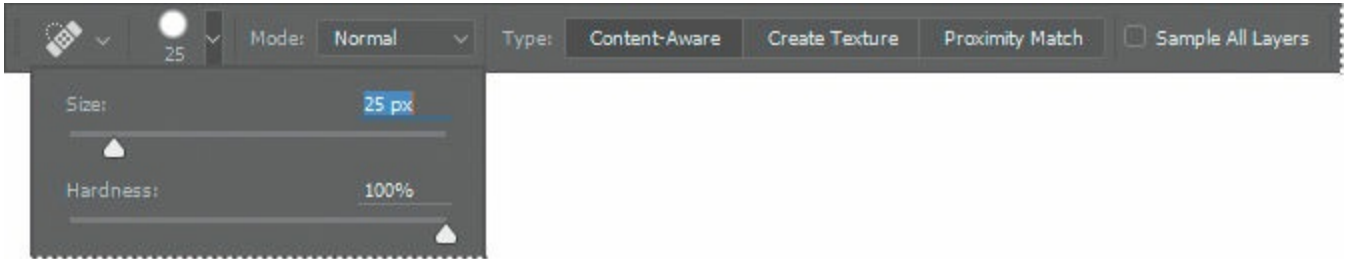 Mode: Normal Type: Content-Aware Create Texture Proximity Match Sample All Layers
25
Size: 25 px
Hardness: 100%